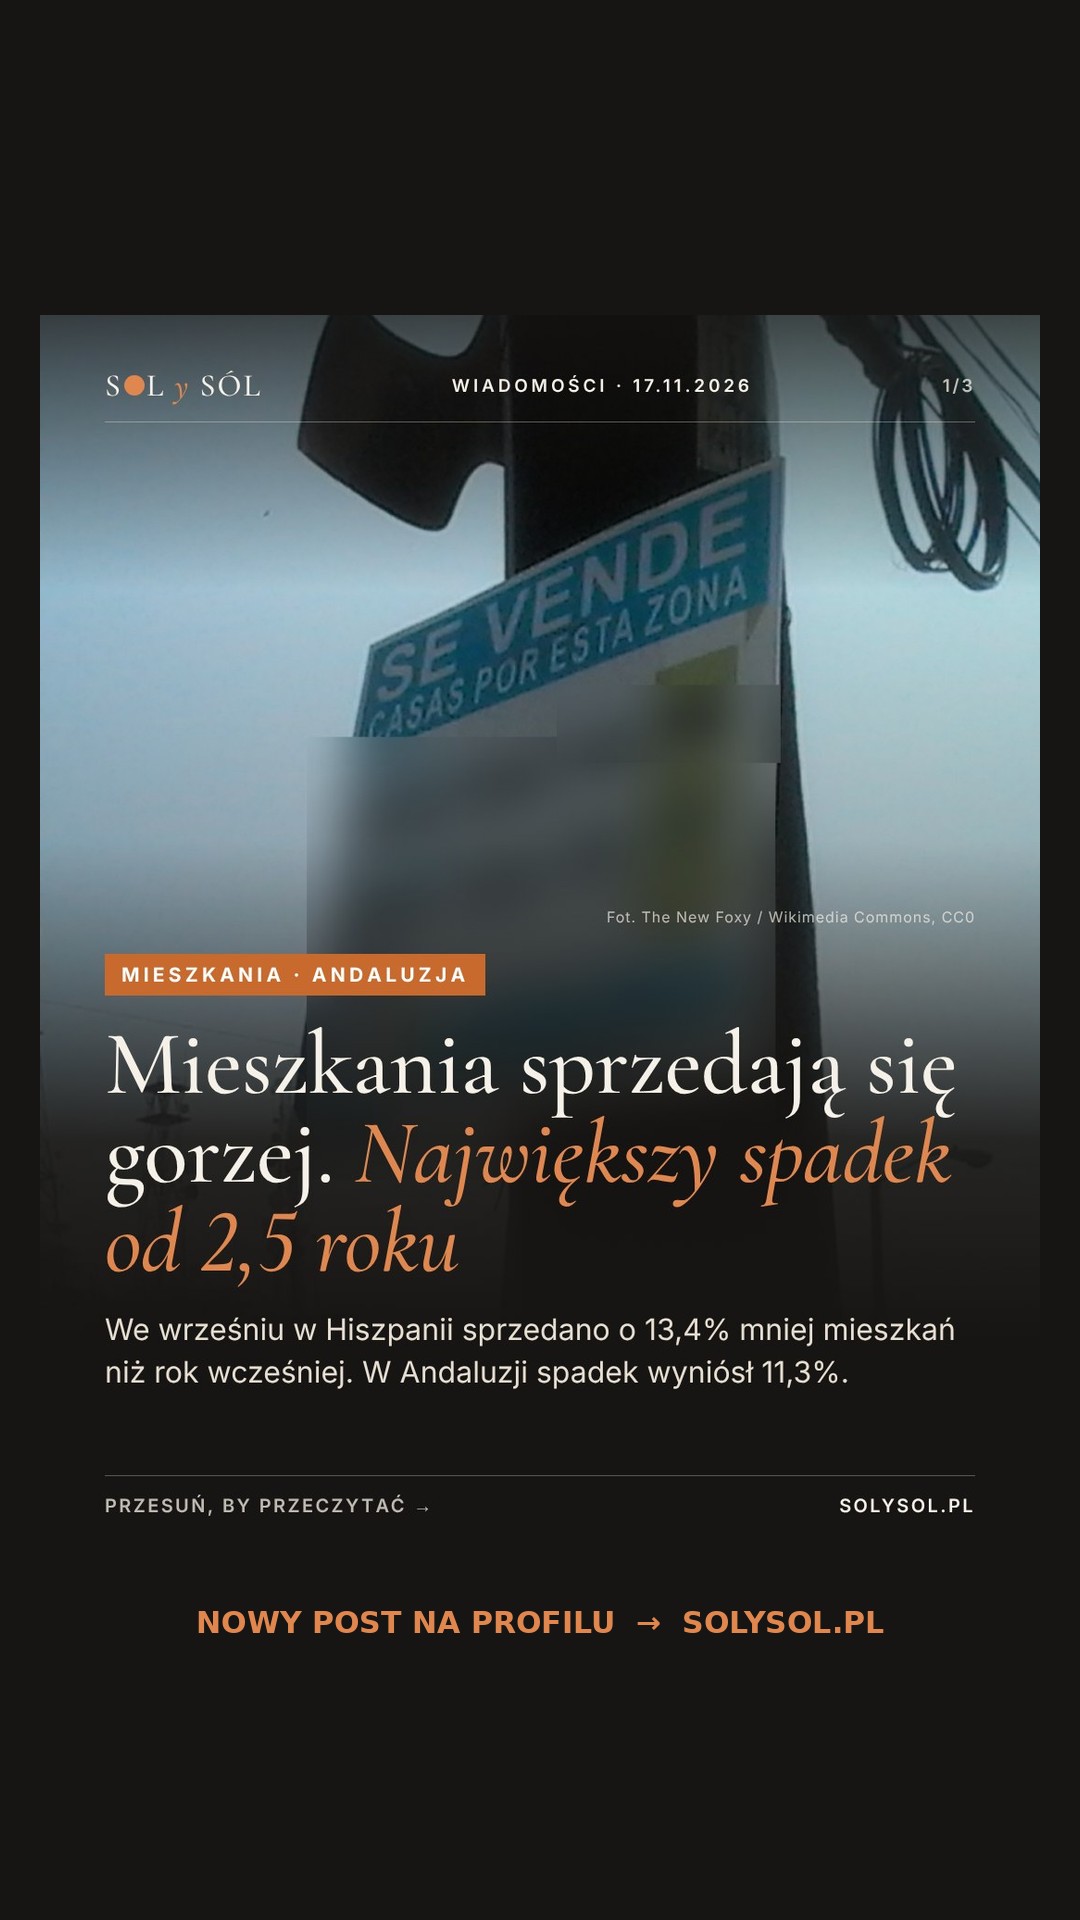 SOL y SÓL
WIADOMOŚCI · 17.11.2026
1/3
SE VENDE
CASAS POR ESTA ZONA
Fot. The New Foxy / Wikimedia Commons, CC0
MIESZKANIA · ANDALUZJA
Mieszkania sprzedają się
gorzej. Największy spadek
od 2,5 roku
We wrześniu w Hiszpanii sprzedano o 13,4% mniej mieszkań
niż rok wcześniej. W Andaluzji spadek wyniósł 11,3%.
PRZESUŃ, BY PRZECZYTAĆ →
SOLYSOL.PL
NOWY POST NA PROFILU → SOLYSOL.PL